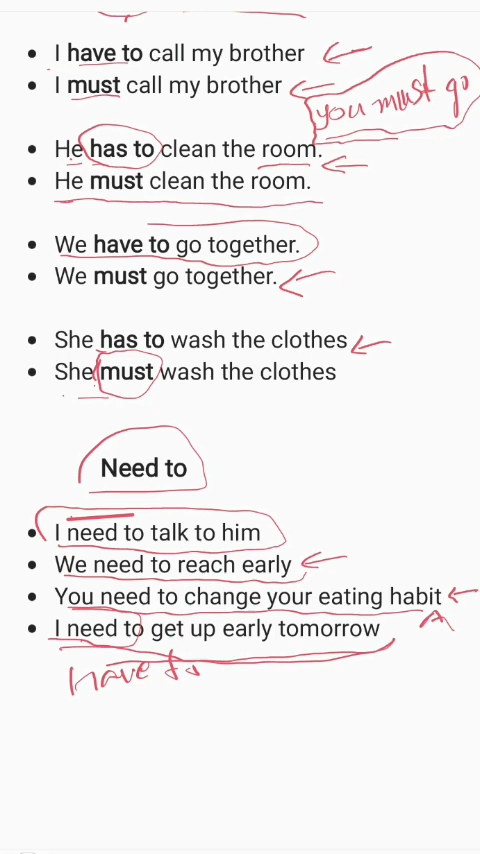 I have to call my brother
I must call my brother
you must go
He has to clean the room.
He must clean the room.
We have to go together.
We must go together.
She has to wash the clothes
She must wash the clothes
Need to
I need to talk to him
We need to reach early
You need to change your eating habit
I need to get up early tomorrow
Have to